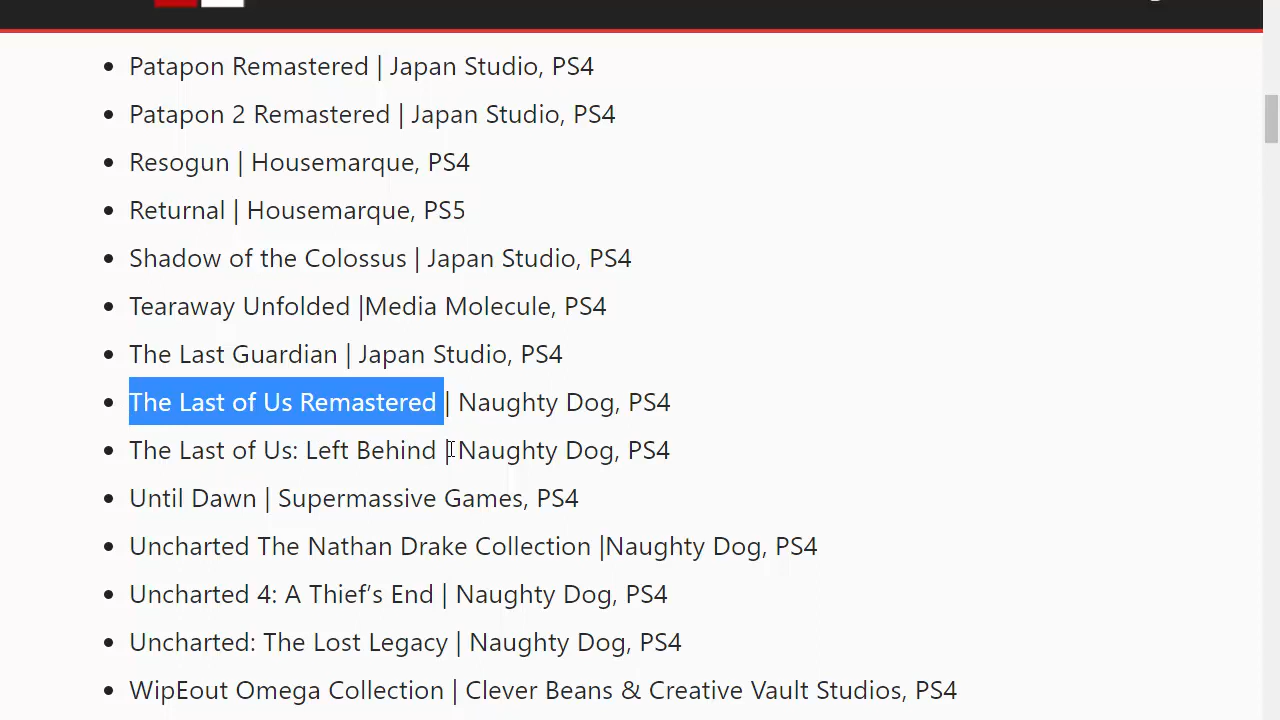 Patapon Remastered | Japan Studio, PS4
Patapon 2 Remastered | Japan Studio, PS4
Resogun | Housemarque, PS4
Returnal | Housemarque, PS5
Shadow of the Colossus | Japan Studio, PS4
Tearaway Unfolded |Media Molecule, PS4
The Last Guardian | Japan Studio, PS4
The Last of Us Remastered | Naughty Dog, PS4
The Last of Us: Left Behind | Naughty Dog, PS4
Until Dawn | Supermassive Games, PS4
Uncharted The Nathan Drake Collection |Naughty Dog, PS4
Uncharted 4: A Thief’s End | Naughty Dog, PS4
Uncharted: The Lost Legacy | Naughty Dog, PS4
WipEout Omega Collection | Clever Beans & Creative Vault Studios, PS4